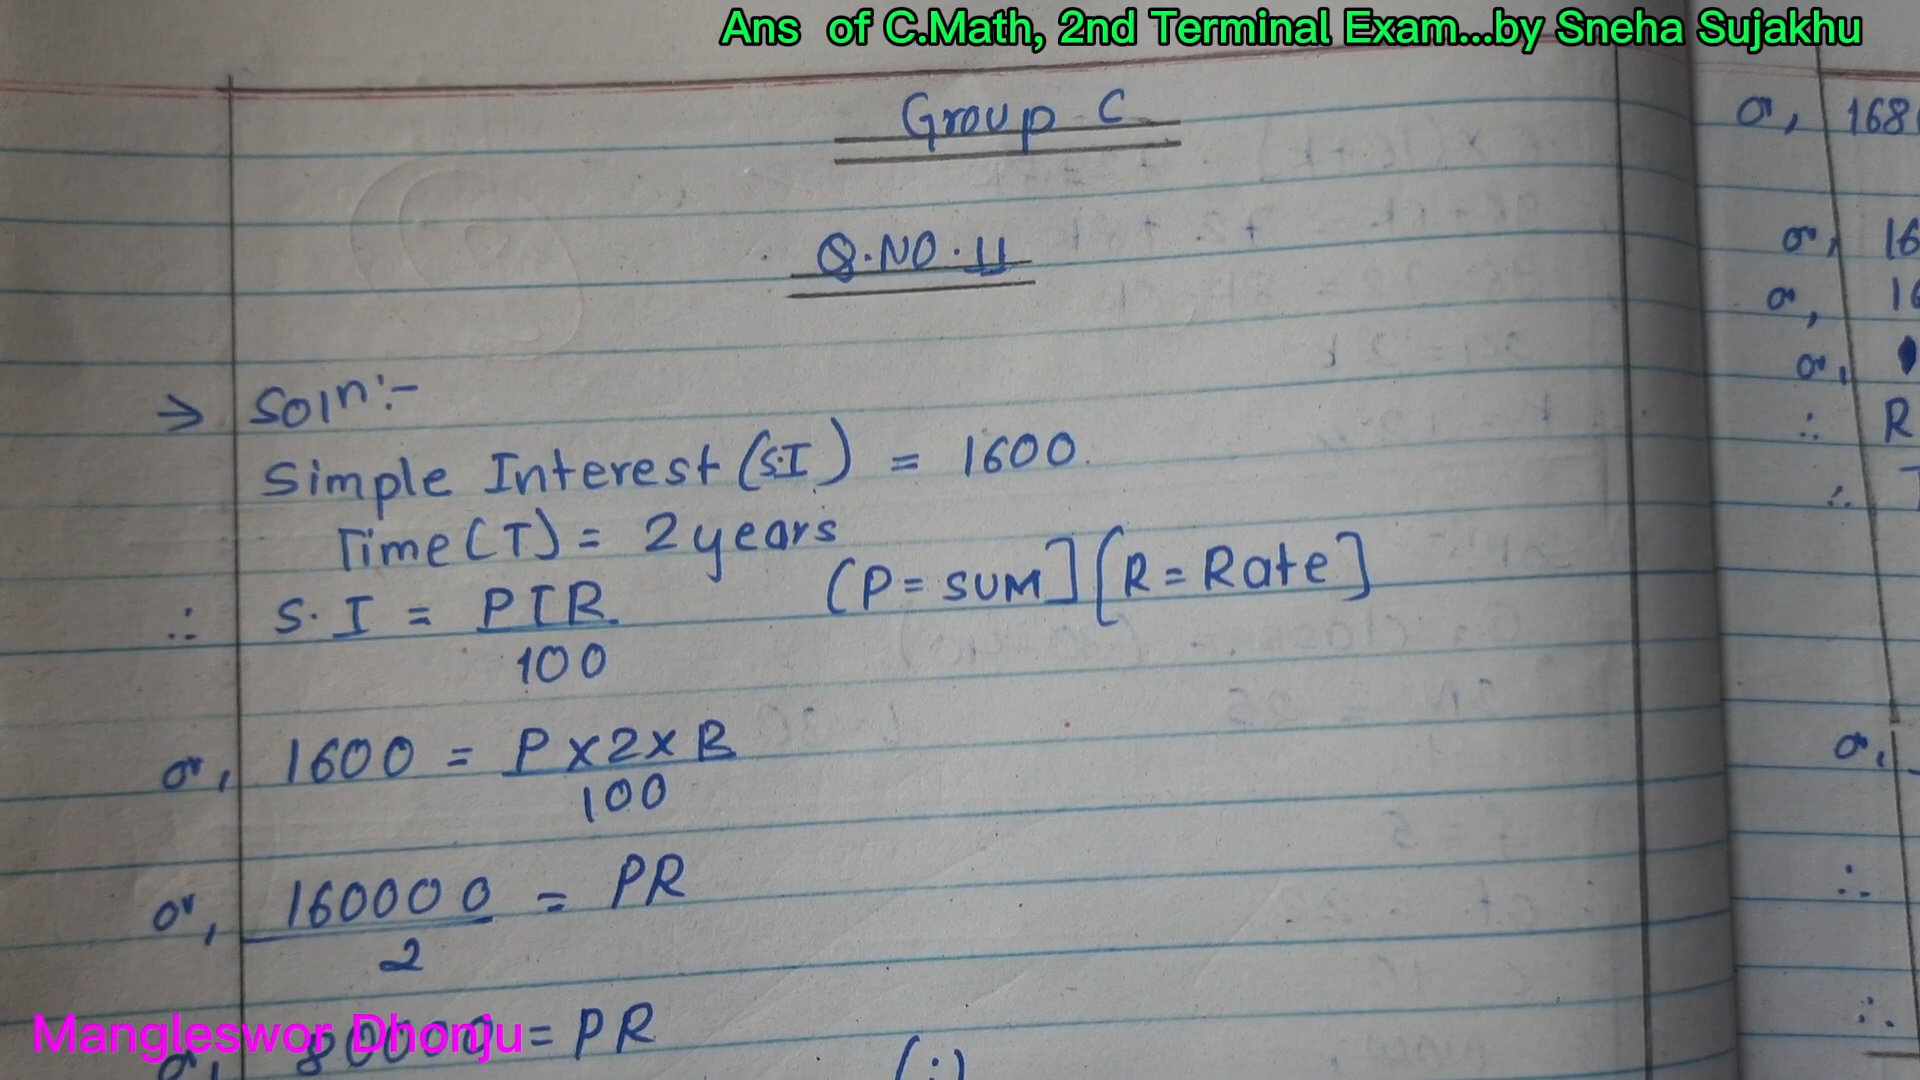 Ans of C.Math, 2nd Terminal Exam...by Sneha Sujakhu
Group C
Q.NO.11
→ Soln:-
Simple Interest (S.I) = 1600
Time (T) = 2 years
(P = SUM] [R = Rate]
∴ S.I = PTR
100
or, 1600 = P x 2 x R
100
or, 160000 = PR
2
or, 80000 = PR (i)
Mangleswor Dhonju
or, 168
or, 16
or, 16
or,
∴ R
∴ T
or,
∴
∴